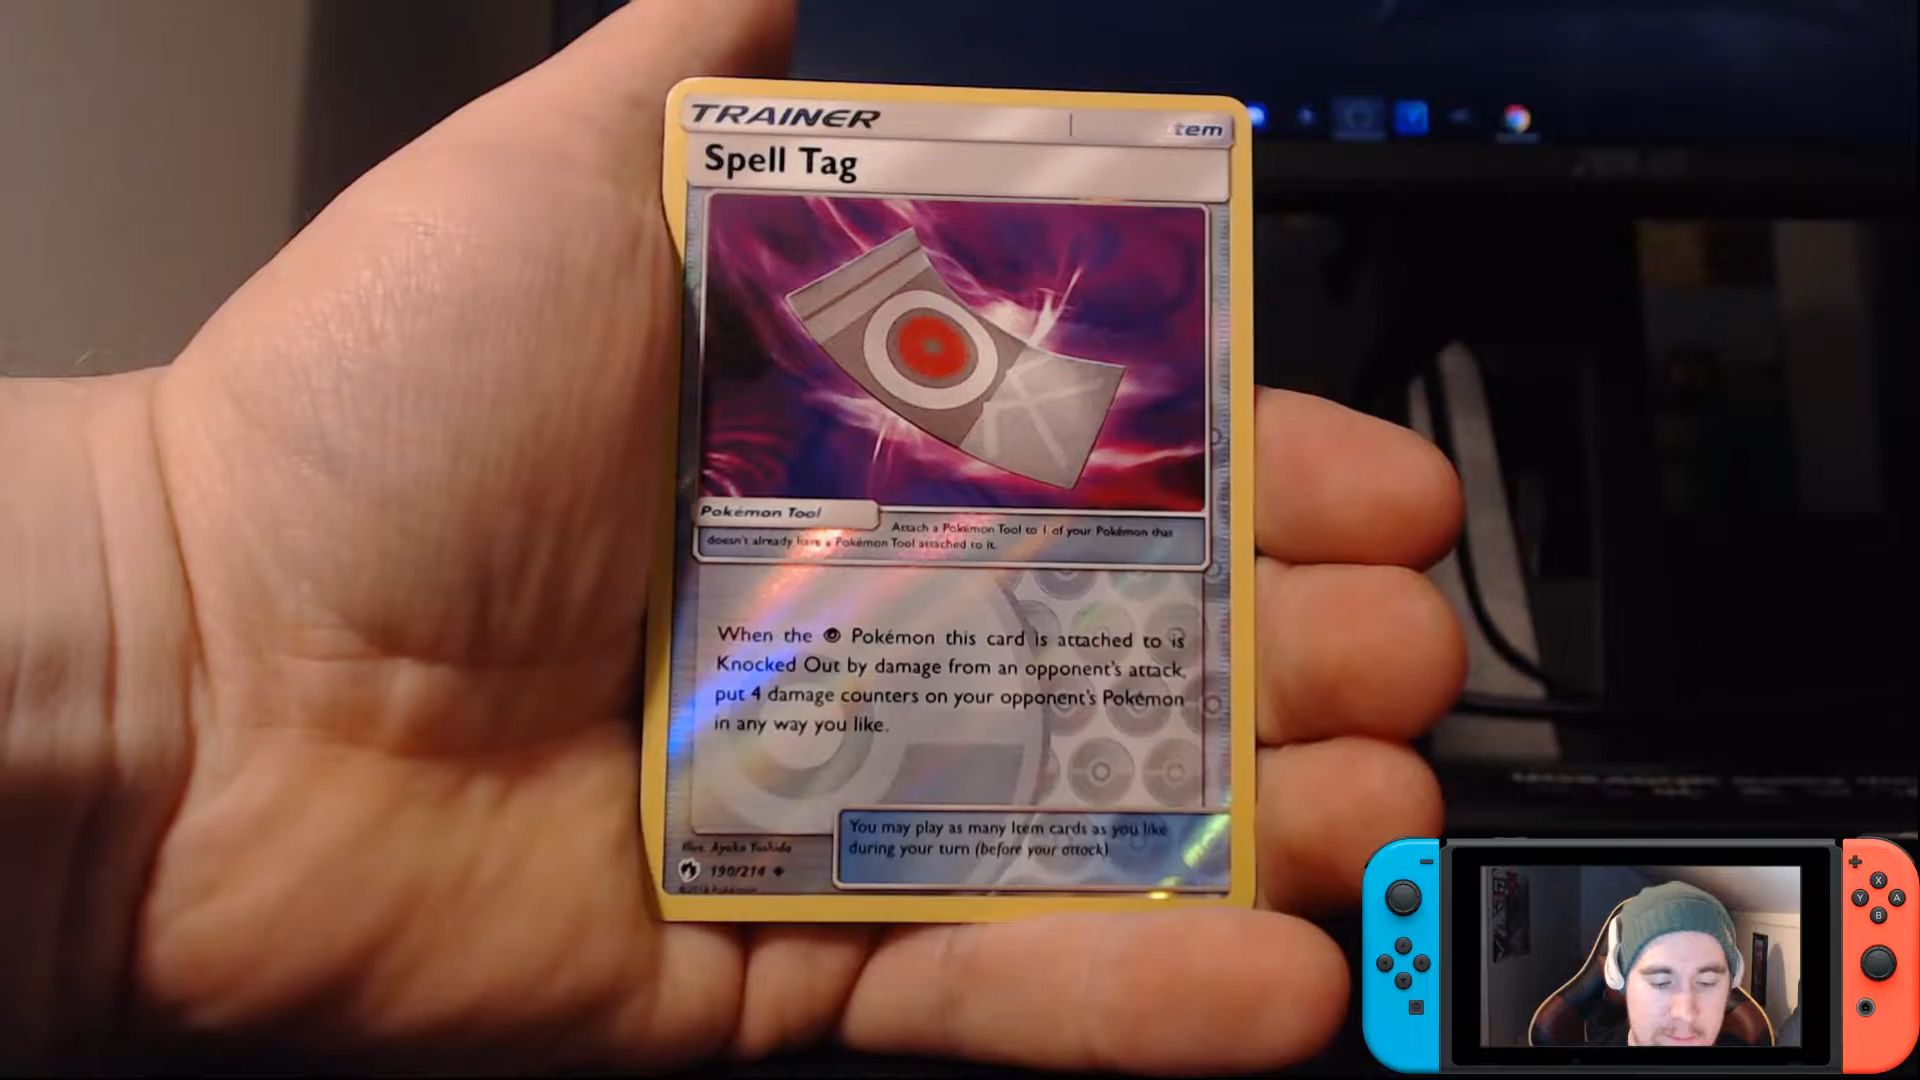 TRAINER
tem
Spell Tag
Pokémon Tool
Attach a Pokémon Tool to 1 of your Pokémon that
doesn't already have a Pokémon Tool attached to it.
When the Pokémon this card is attached to is
Knocked Out by damage from an opponent's attack,
put 4 damage counters on your opponent's Pokémon
in any way you like.
You may play as many Item cards as you like
during your turn (before your attack).
Illus. Ayaka Yoshida
190/214
©2018 Pokémon
X
Y A
B